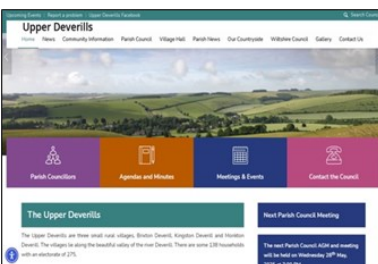 Upcoming Events | Report a problem | Upper Deverills Facebook
Search Council
Upper Deverills
Home News Community Information Parish Council Village Hall Parish News Our Countryside Wiltshire Council Gallery Contact Us
Parish Councillors
Agendas and Minutes
Meetings & Events
Contact the Council
The Upper Deverills
Next Parish Council Meeting
The Upper Deverills are three small rural villages, Brixton Deverill, Kingston Deverill and Monkton
Deverill. The villages lie along the beautiful valley of the river Deverill. There are some 138 households
with an electorate of 275.
The next Parish Council AGM and meeting
will be held on Wednesday 28th May,